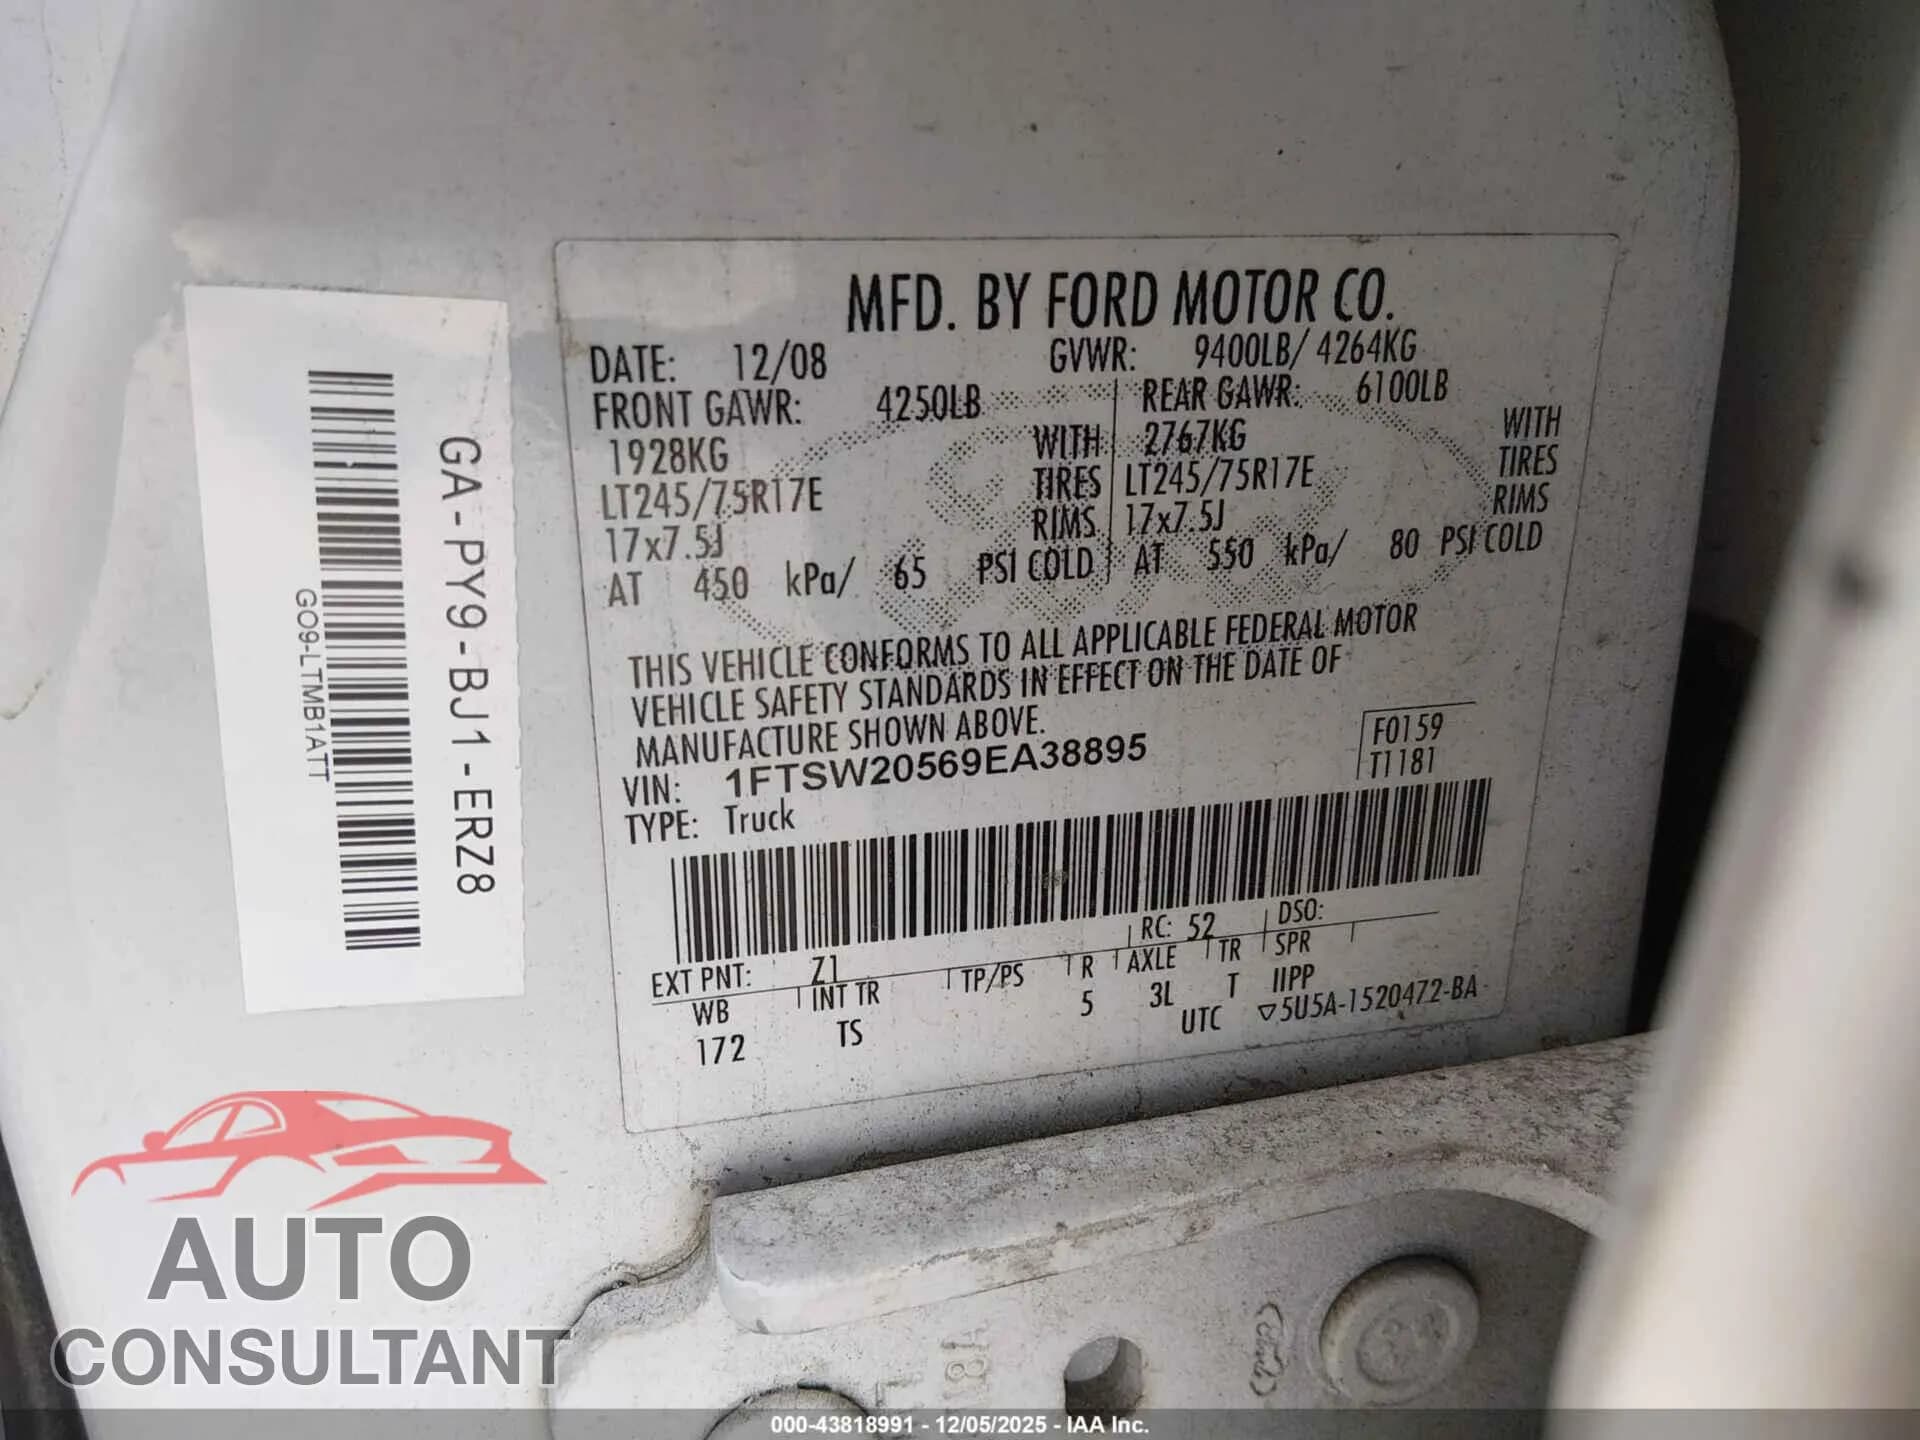 MFD. BY FORD MOTOR CO.
DATE: 12/08 GVWR: 9400LB/ 4264KG
FRONT GAWR: 4250LB REAR GAWR: 6100LB
1928KG WITH 2767KG WITH
LT245/75R17E TIRES LT245/75R17E TIRES
17x7.5J RIMS 17x7.5J RIMS
AT 450 kPa/ 65 PSI COLD AT 550 kPa/ 80 PSI COLD
THIS VEHICLE CONFORMS TO ALL APPLICABLE FEDERAL MOTOR
VEHICLE SAFETY STANDARDS IN EFFECT ON THE DATE OF
MANUFACTURE SHOWN ABOVE.
VIN: 1FTSW20569EA38895 F0159
TYPE: Truck T1181
RC: 52 DSO:
EXT PNT: Z1
WB INT TR TP/PS R AXLE TR SPR
172 TS 5 3L T IIPP
UTC ▽5U5A-1520472-BA
GA-PY9-BJ1-ERZ8
GO9-LTMB1ATT
AUTO
CONSULTANT
000-43818991 - 12/05/2025 - IAA Inc.